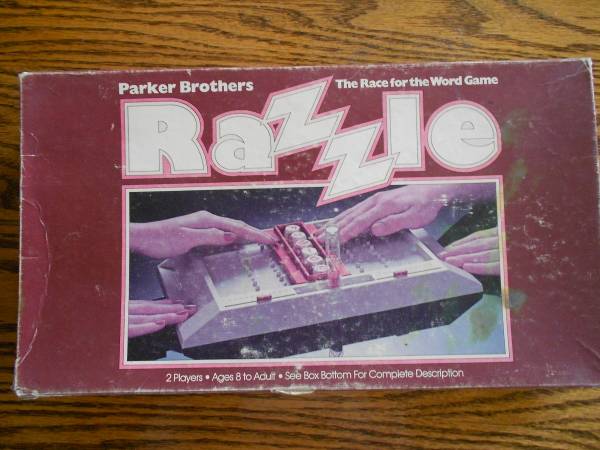 Parker Brothers
The Race for the Word Game
Razzle
2 Players • Ages 8 to Adult • See Box Bottom For Complete Description